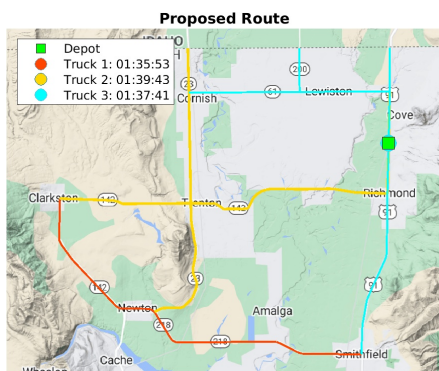 Proposed Route
IDAHO
Depot
Truck 1: 01:35:53
Truck 2: 01:39:43
Truck 3: 01:37:41
23
200
Cornish
61
Lewiston
91
Cove
Clarkston
142
Trenton
142
Richmond
91
23
91
142
Newton
218
Amalga
218
Smithfield
Cache